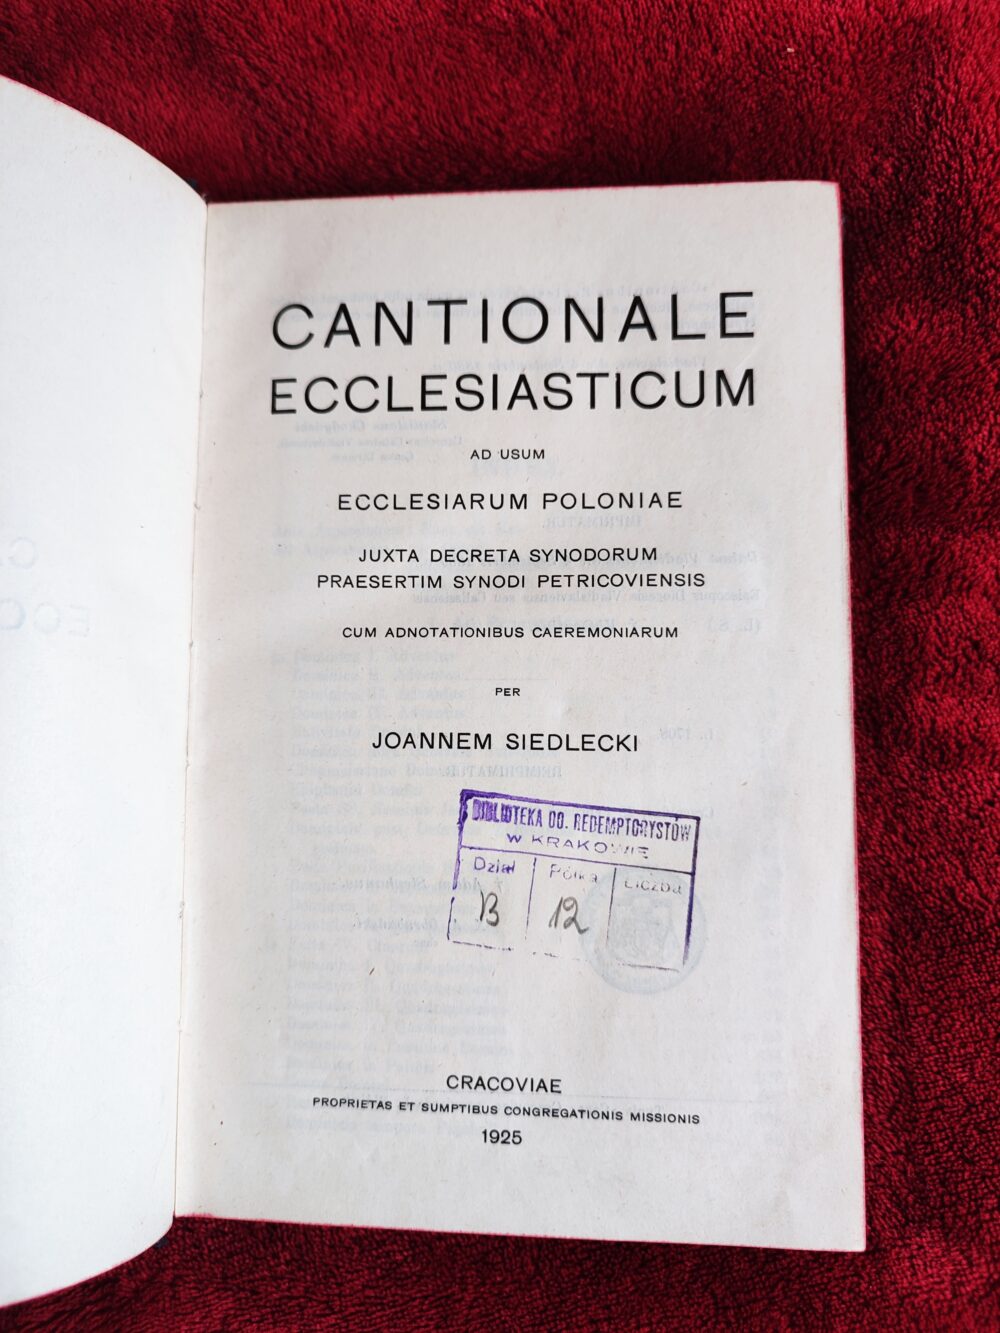 CANTIONALE
ECCLESIASTICUM
AD USUM
ECCLESIARUM POLONIAE
JUXTA DECRETA SYNODORUM
PRAESERTIM SYNODI PETRICOVIENSIS
CUM ADNOTATIONIBUS CAEREMONIARUM
PER
JOANNEM SIEDLECKI
BIBLIOTEKA OO. REDEMPTORYSTÓW
W KRAKOWIE
Dział Półka Liczba
B 12
CRACOVIAE
PROPRIETAS ET SUMPTIBUS CONGREGATIONIS MISSIONIS
1925